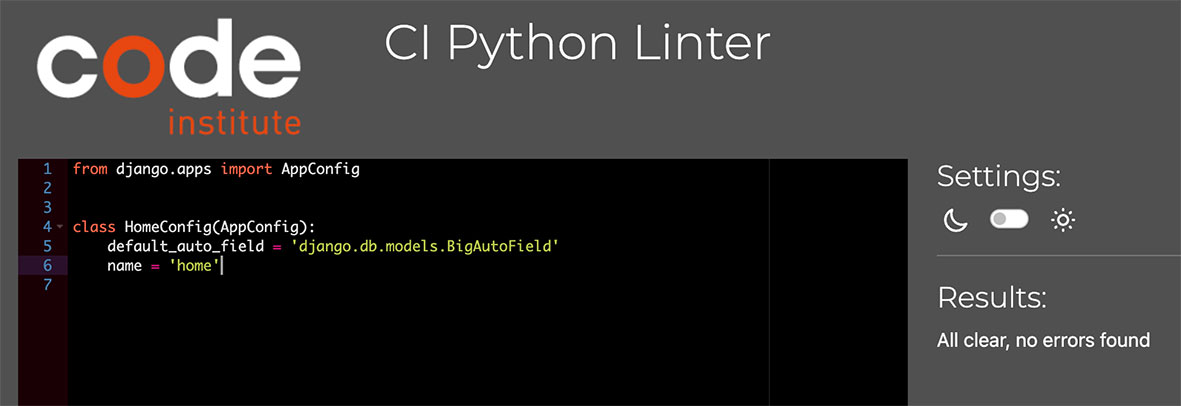 code
institute
CI Python Linter
1 from django.apps import AppConfig
2
3
4 class HomeConfig(AppConfig):
5     default_auto_field = 'django.db.models.BigAutoField'
6     name = 'home'
7
Settings:
Results:
All clear, no errors found